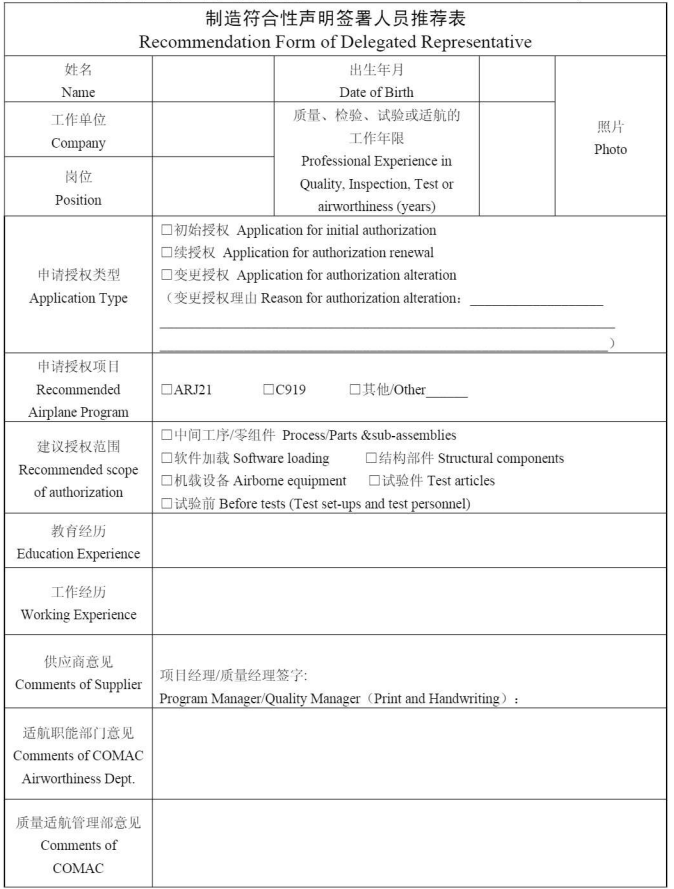 制造符合性声明签署人员推荐表
Recommendation Form of Delegated Representative
姓名
Name
出生年月
Date of Birth
照片
Photo
工作单位
Company
质量、检验、试验或适航的
工作年限
Professional Experience in
Quality, Inspection, Test or
airworthiness (years)
岗位
Position
申请授权类型
Application Type
□初始授权 Application for initial authorization
□续授权 Application for authorization renewal
□变更授权 Application for authorization alteration
（变更授权理由 Reason for authorization alteration：___________________
_________________________________________________________________
________________________________________________________________）
申请授权项目
Recommended
Airplane Program
□ARJ21 □C919 □其他/Other______
建议授权范围
Recommended scope
of authorization
□中间工序/零组件 Process/Parts &sub-assemblies
□软件加载 Software loading □结构部件 Structural components
□机载设备 Airborne equipment □试验件 Test articles
□试验前 Before tests (Test set-ups and test personnel)
教育经历
Education Experience
工作经历
Working Experience
供应商意见
Comments of Supplier
项目经理/质量经理签字:
Program Manager/Quality Manager（Print and Handwriting）:
适航职能部门意见
Comments of COMAC
Airworthiness Dept.
质量适航管理部意见
Comments of
COMAC